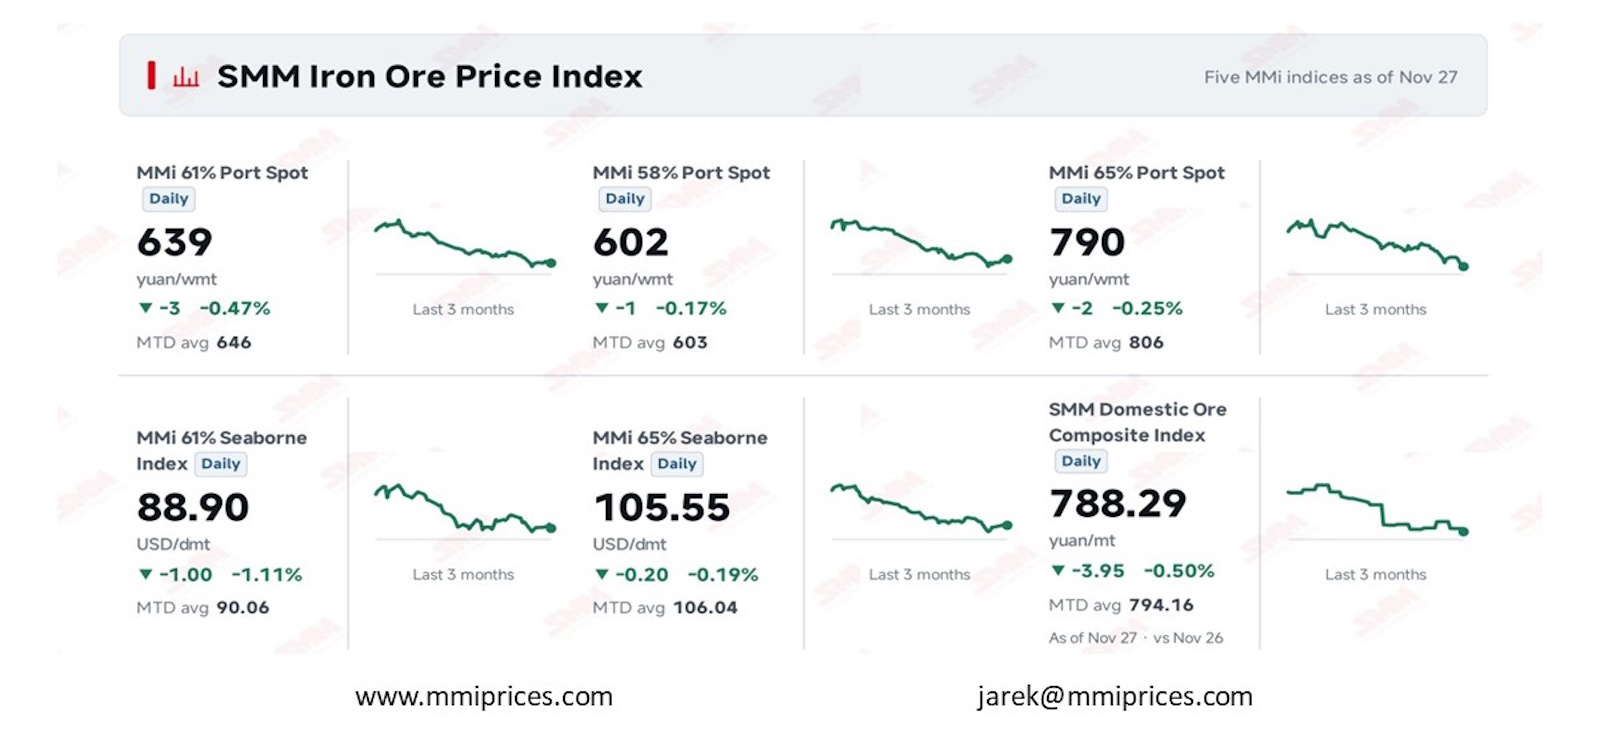 SMM Iron Ore Price Index
Five MMi indices as of Nov 27
MMi 61% Port Spot
Daily
639
yuan/wmt
▼ -3 -0.47%
MTD avg 646
Last 3 months
MMi 58% Port Spot
Daily
602
yuan/wmt
▼ -1 -0.17%
MTD avg 603
Last 3 months
MMi 65% Port Spot
Daily
790
yuan/wmt
▼ -2 -0.25%
MTD avg 806
Last 3 months
MMi 61% Seaborne
Index Daily
88.90
USD/dmt
▼ -1.00 -1.11%
MTD avg 90.06
Last 3 months
MMi 65% Seaborne
Index Daily
105.55
USD/dmt
▼ -0.20 -0.19%
MTD avg 106.04
Last 3 months
SMM Domestic Ore
Composite Index
Daily
788.29
yuan/mt
▼ -3.95 -0.50%
MTD avg 794.16
As of Nov 27 · vs Nov 26
Last 3 months
www.mmiprices.com
jarek@mmiprices.com